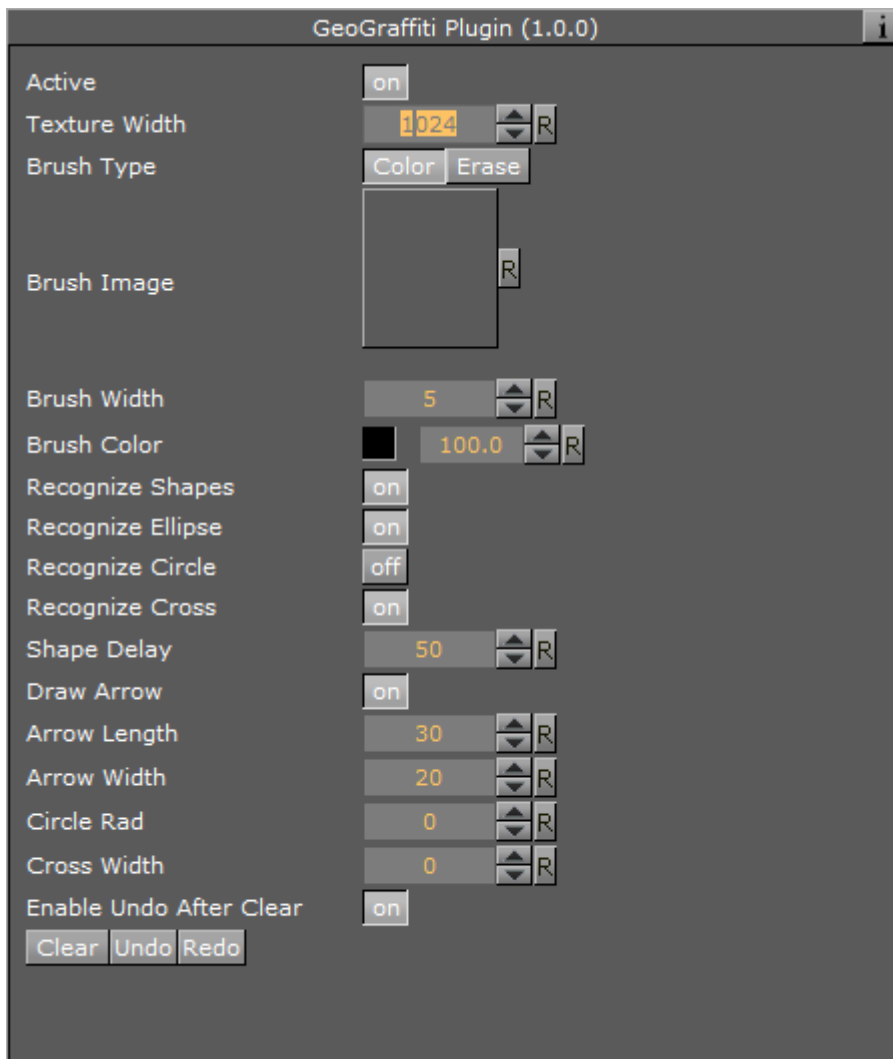 GeoGraffiti Plugin (1.0.0) i
Active on
Texture Width 1024 R
Brush Type Color Erase
Brush Image R
Brush Width 5 R
Brush Color 100.0 R
Recognize Shapes on
Recognize Ellipse on
Recognize Circle off
Recognize Cross on
Shape Delay 50 R
Draw Arrow on
Arrow Length 30 R
Arrow Width 20 R
Circle Rad 0 R
Cross Width 0 R
Enable Undo After Clear on
Clear Undo Redo